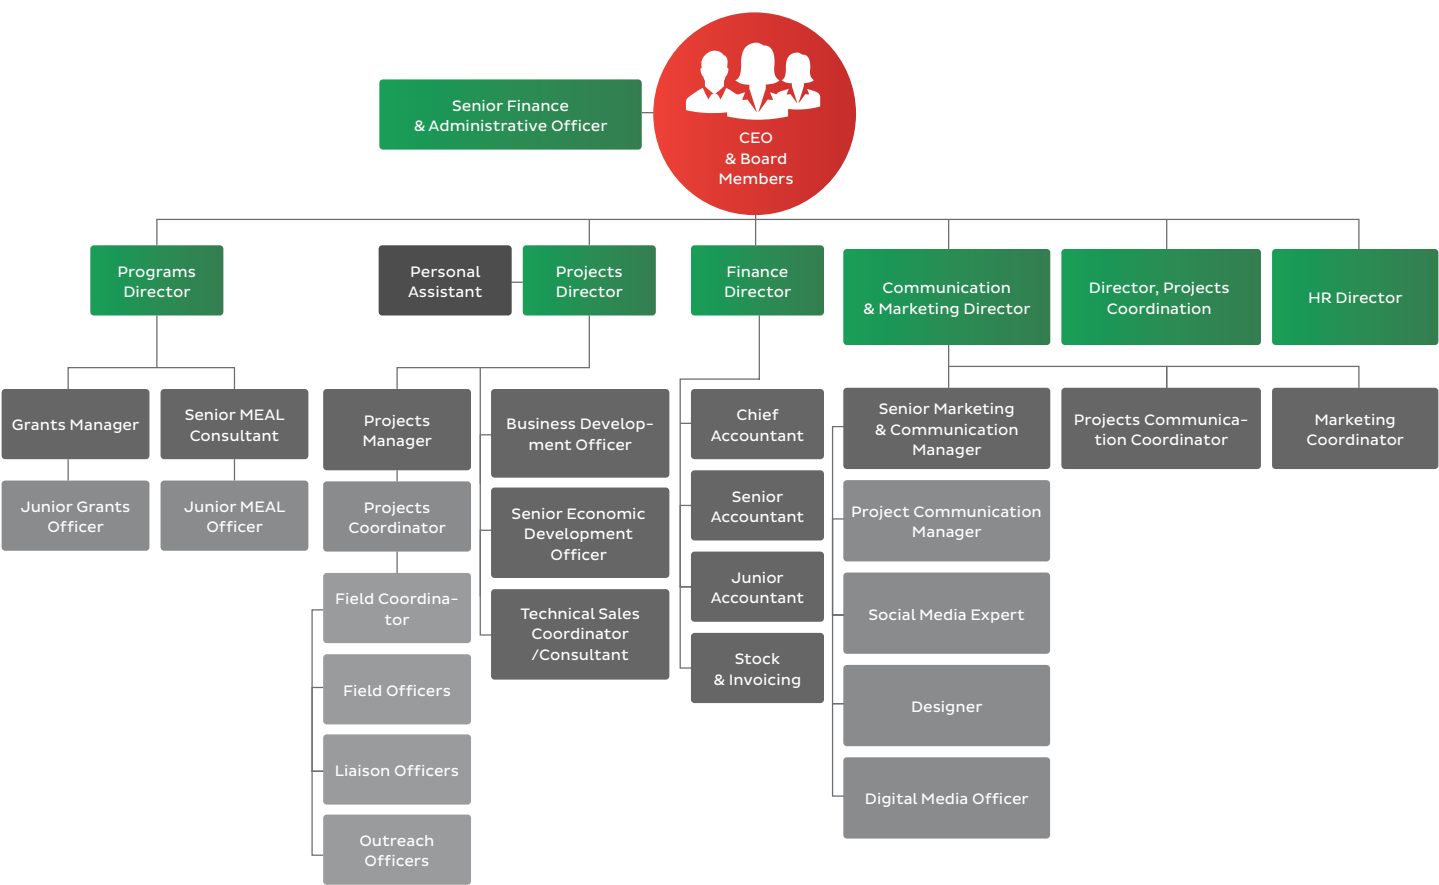 Senior Finance
& Administrative Officer
CEO
& Board
Members
Programs
Director
Personal
Assistant
Projects
Director
Finance
Director
Communication
& Marketing Director
Director, Projects
Coordination
HR Director
Grants Manager
Senior MEAL
Consultant
Junior Grants
Officer
Junior MEAL
Officer
Projects
Manager
Projects
Coordinator
Field Coordina-
tor
Field Officers
Liaison Officers
Outreach
Officers
Business Develop-
ment Officer
Senior Economic
Development
Officer
Technical Sales
Coordinator
/Consultant
Chief
Accountant
Senior
Accountant
Junior
Accountant
Stock
& Invoicing
Senior Marketing
& Communication
Manager
Project Communication
Manager
Social Media Expert
Designer
Digital Media Officer
Projects Communica-
tion Coordinator
Marketing
Coordinator